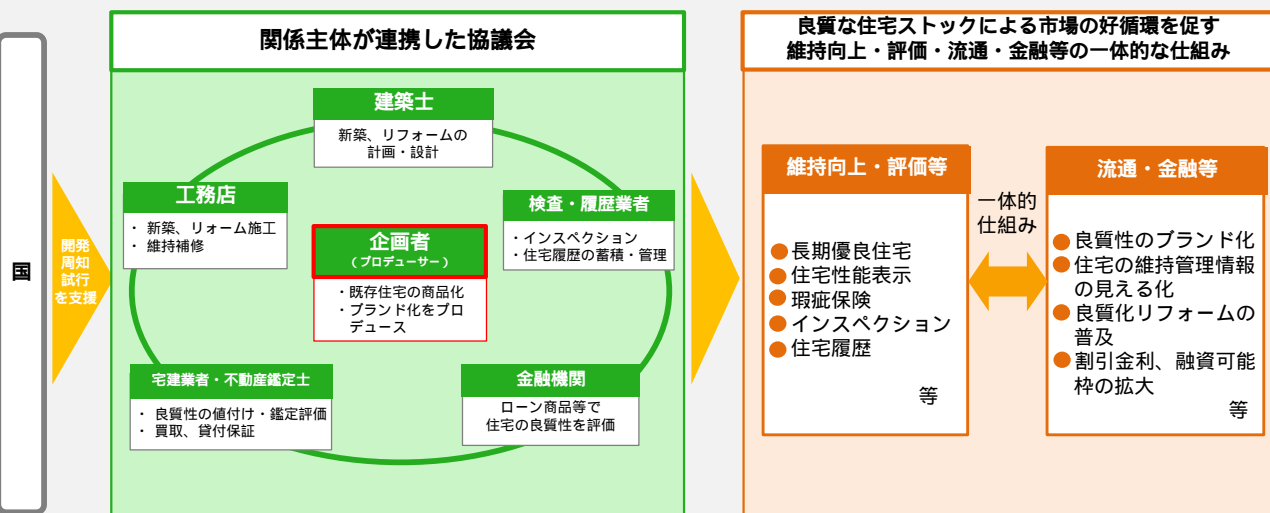 国
開発
周知
試行
を支援
関係主体が連携した協議会
建築士
新築、リフォームの
計画・設計
工務店
・ 新築、リォーム施工
・ 維持補修
検査・履歴業者
・インスペクション
・住宅履歴の蓄積・管理
企画者
(プロデューサー)
・既存住宅の商品化
・ブランド化をプロ
デュース
宅建業者・不動産鑑定士
・ 良質性の値付け・鑑定評価
・ 買取、貸付保証
金融機関
ローン商品等で
住宅の良質性を評価
良質な住宅ストックによる市場の好循環を促す
維持向上・評価・流通・金融等の一体的な仕組み
維持向上・評価等
●長期優良住宅
●住宅性能表示
●瑕疵保険
●インスペクション
●住宅履歴
等
一体的
仕組み
流通・金融等
●良質性のブランド化
●住宅の維持管理情報
の見える化
●良質化リフォームの
普及
●割引金利、融資可能
枠の拡大
等